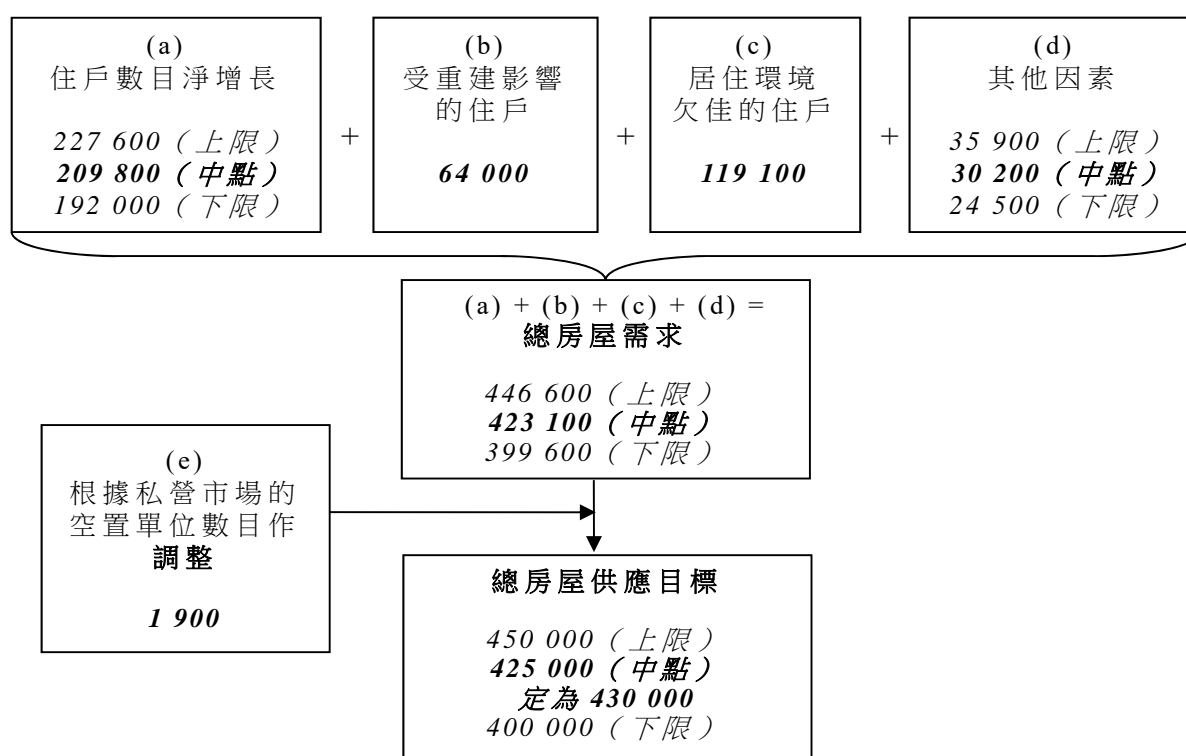 (a)
住戶數目淨增長
227 600（上限）
209 800（中點）
192 000（下限）
+
(b)
受重建影響
的住戶
64 000
+
(c)
居住環境
欠佳的住戶
119 100
+
(d)
其他因素
35 900（上限）
30 200（中點）
24 500（下限）
(a) + (b) + (c) + (d) =
總房屋需求
446 600（上限）
423 100（中點）
399 600（下限）
(e)
根據私營市場的
空置單位數目作
調整
1 900
總房屋供應目標
450 000（上限）
425 000（中點）
定為 430 000
400 000（下限）